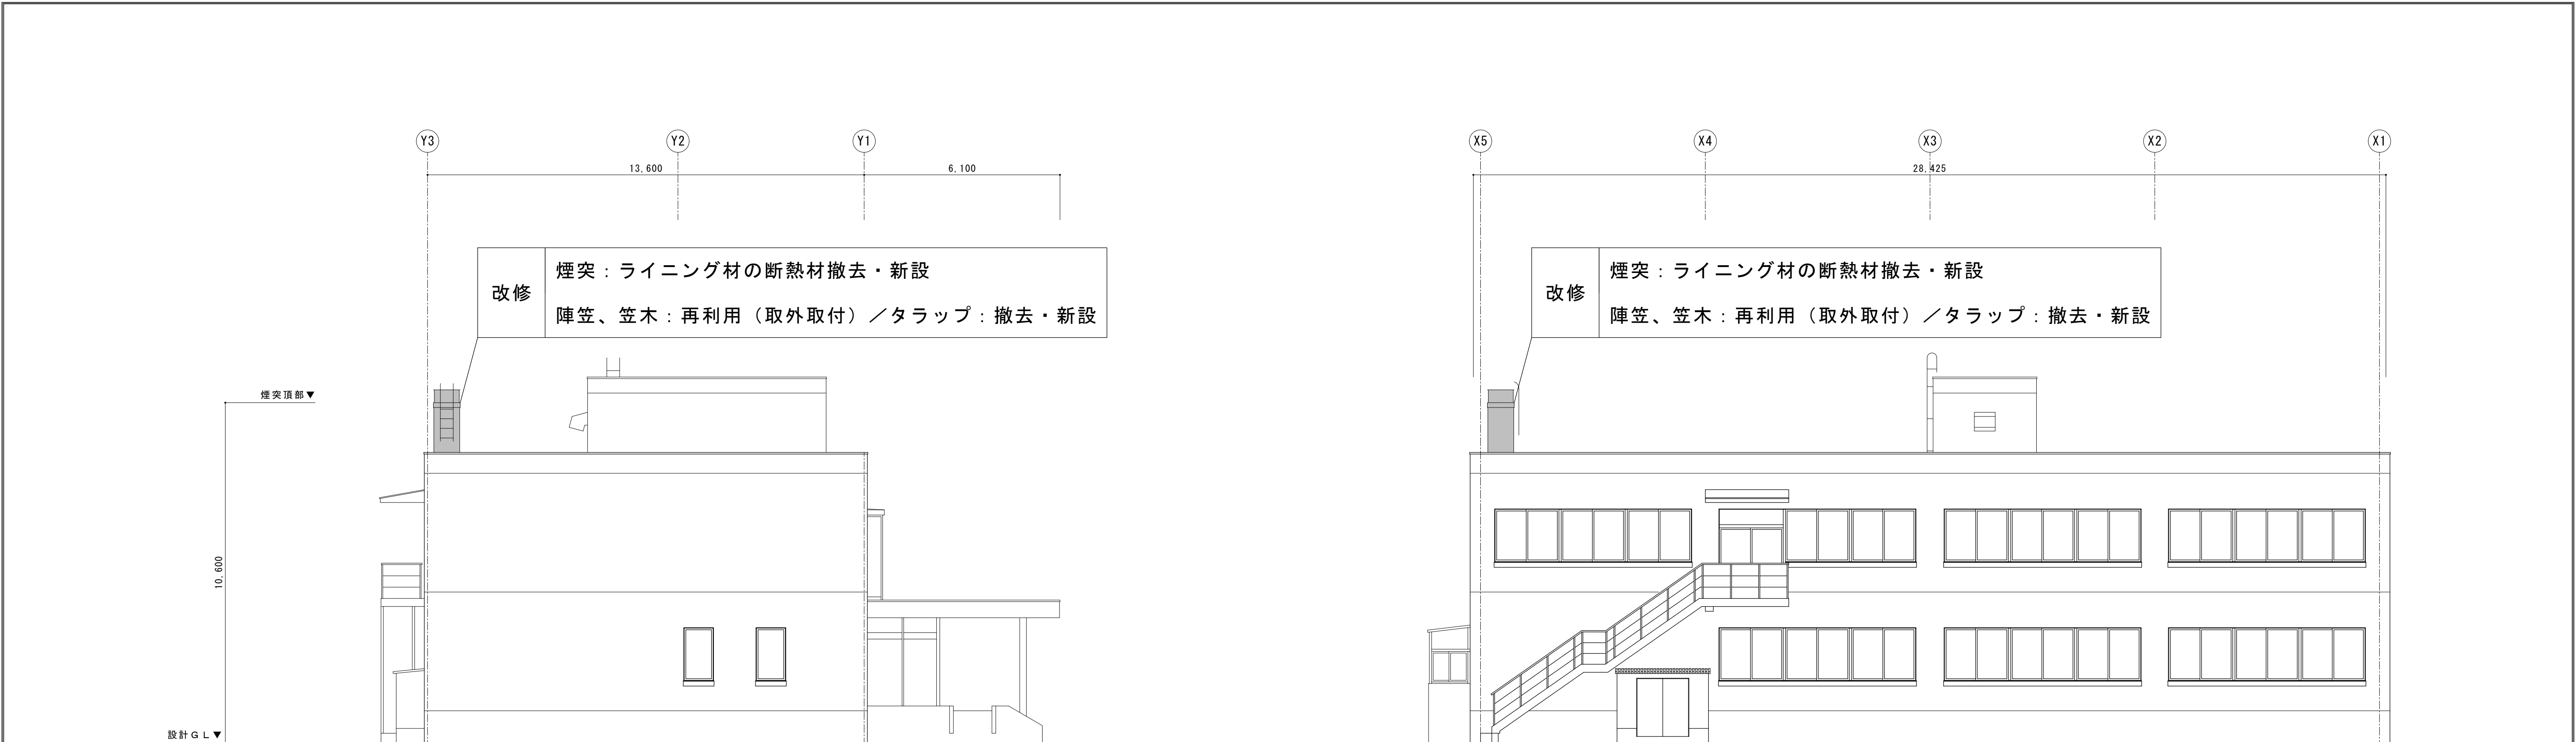 Y3 Y2 Y1 X5 X4 X3 X2 X1
13,600 6,100 28,425
改修
煙突：ライニング材の断熱材撤去・新設
陣笠、笠木：再利用（取外取付）／タラップ：撤去・新設
改修
煙突：ライニング材の断熱材撤去・新設
陣笠、笠木：再利用（取外取付）／タラップ：撤去・新設
煙突頂部▼
10,600
設計ＧＬ▼